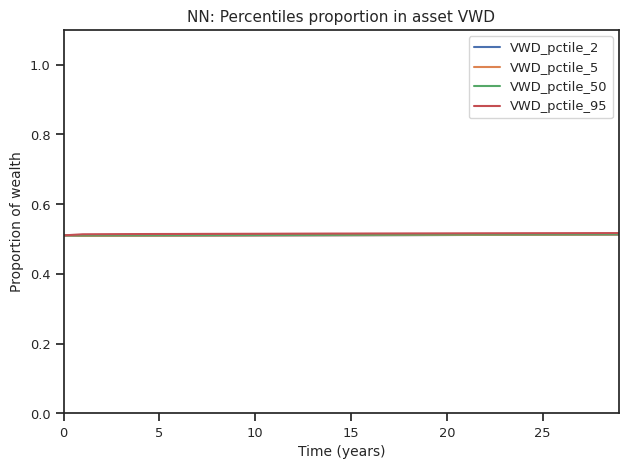 NN: Percentiles proportion in asset VWD
VWD_pctile_2
VWD_pctile_5
VWD_pctile_50
VWD_pctile_95
Proportion of wealth
1.0
0.8
0.6
0.4
0.2
0.0
0
5
10
15
20
25
Time (years)